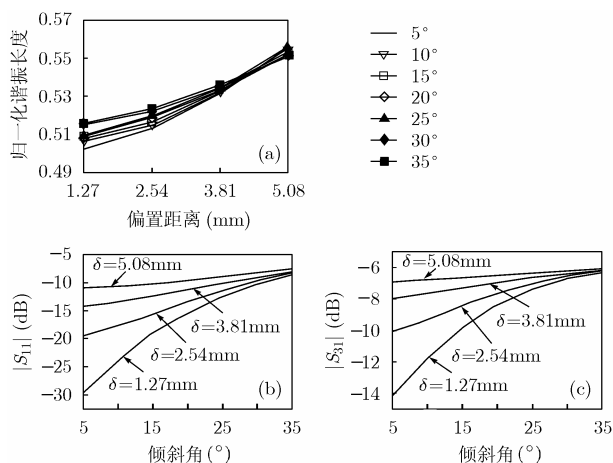 归一化谐振长度
0.57
0.55
0.53
0.51
0.49
1.27
2.54
3.81
5.08
偏置距离 (mm)
(a)
5°
10°
15°
20°
25°
30°
35°
|S11| (dB)
−5
−10
−15
−20
−25
−30
δ=5.08mm
δ=3.81mm
δ=2.54mm
δ=1.27mm
(b)
5
15
25
35
倾斜角(°)
|S31| (dB)
−6
−8
−10
−12
−14
δ=5.08mm
δ=3.81mm
δ=2.54mm
δ=1.27mm
(c)
5
15
25
35
倾斜角(°)